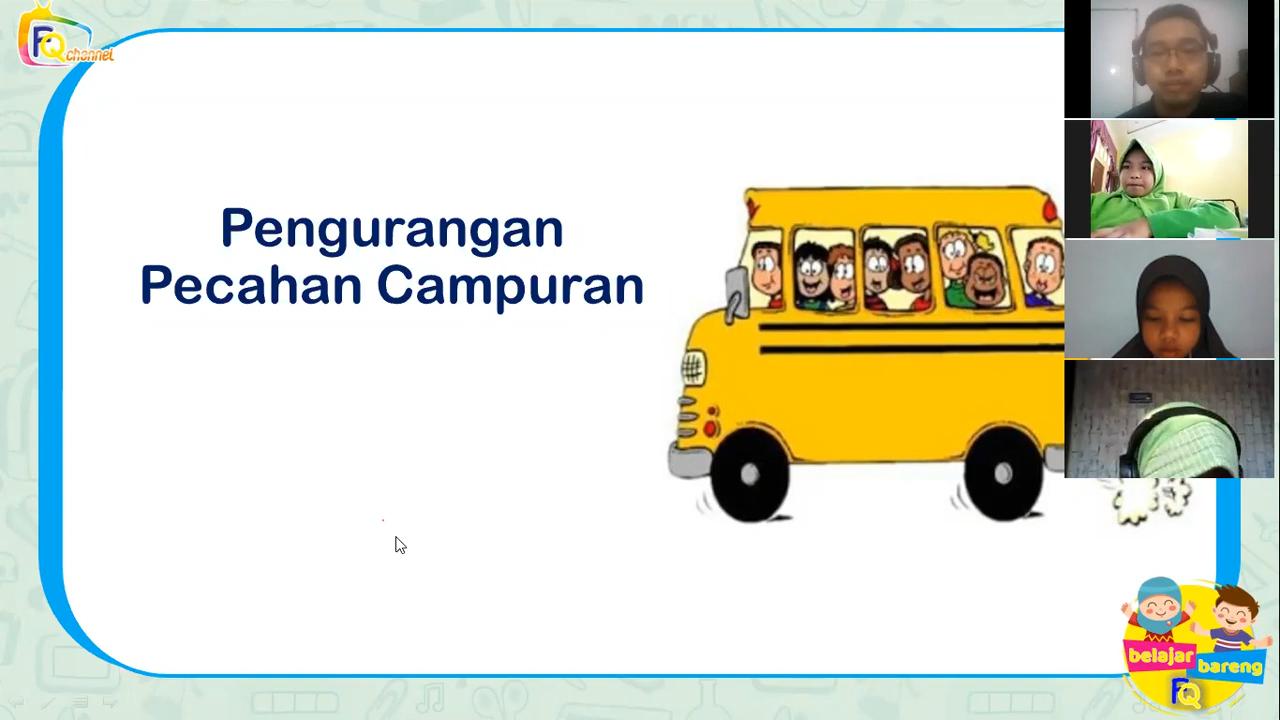 FQ channel
Pengurangan
Pecahan Campuran
belajar
bareng
FQ